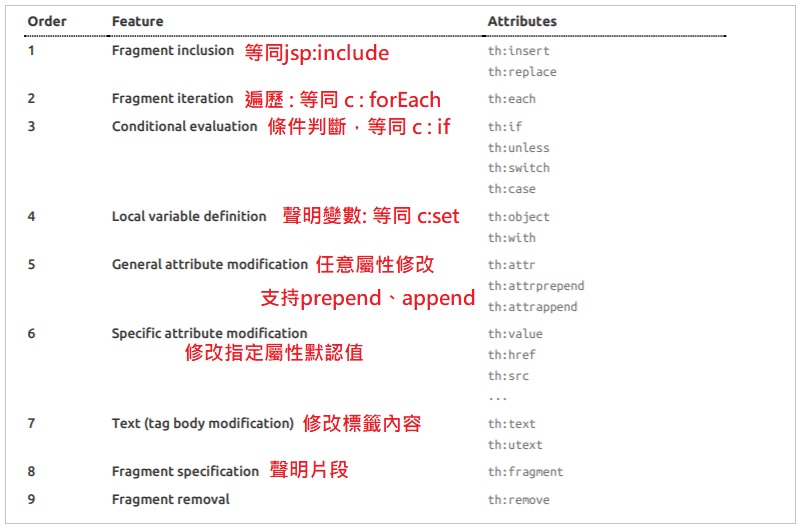 Order Feature Attributes
1 Fragment inclusion 等同jsp:include th:insert
th:replace
2 Fragment iteration 遍歷 : 等同 c : forEach th:each
3 Conditional evaluation 條件判斷，等同 c : if th:if
th:unless
th:switch
th:case
4 Local variable definition 聲明變數: 等同 c:set th:object
th:with
5 General attribute modification 任意屬性修改 th:attr
支持prepend、append th:attrprepend
th:attrappend
6 Specific attribute modification th:value
修改指定屬性默認值 th:href
th:src
...
7 Text (tag body modification) 修改標籤內容 th:text
th:utext
8 Fragment specification 聲明片段 th:fragment
9 Fragment removal th:remove